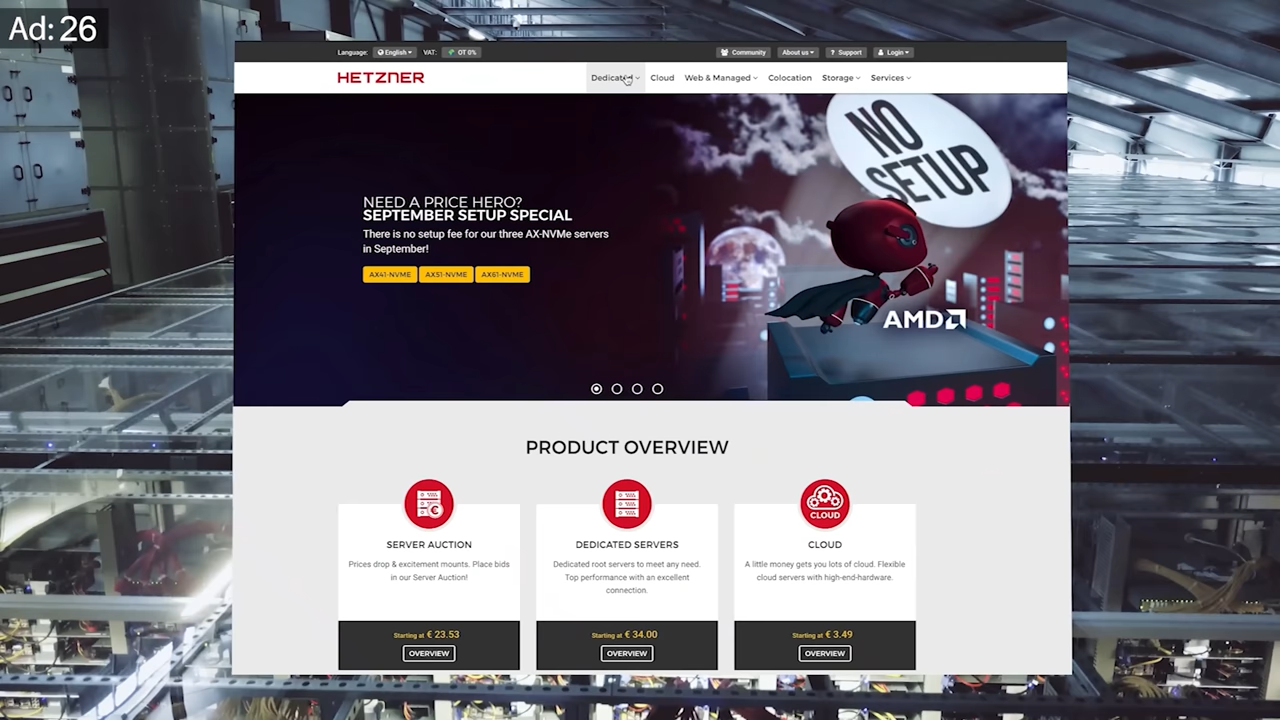 Ad: 26
Language: English VAT: OT 0% Community About us ? Support Login
HETZNER Dedicated Cloud Web & Managed Colocation Storage Services
NO
SETUP
NEED A PRICE HERO?
SEPTEMBER SETUP SPECIAL
There is no setup fee for our three AX-NVMe servers
in September!
AX41-NVME AX51-NVME AX61-NVME
AMD
PRODUCT OVERVIEW
€
CLOUD
SERVER AUCTION
Prices drop & excitement mounts. Place bids
in our Server Auction!
Starting at € 23.53
OVERVIEW
DEDICATED SERVERS
Dedicated root servers to meet any need.
Top performance with an excellent
connection.
Starting at € 34.00
OVERVIEW
CLOUD
A little money gets you lots of cloud. Flexible
cloud servers with high-end-hardware.
Starting at € 3.49
OVERVIEW